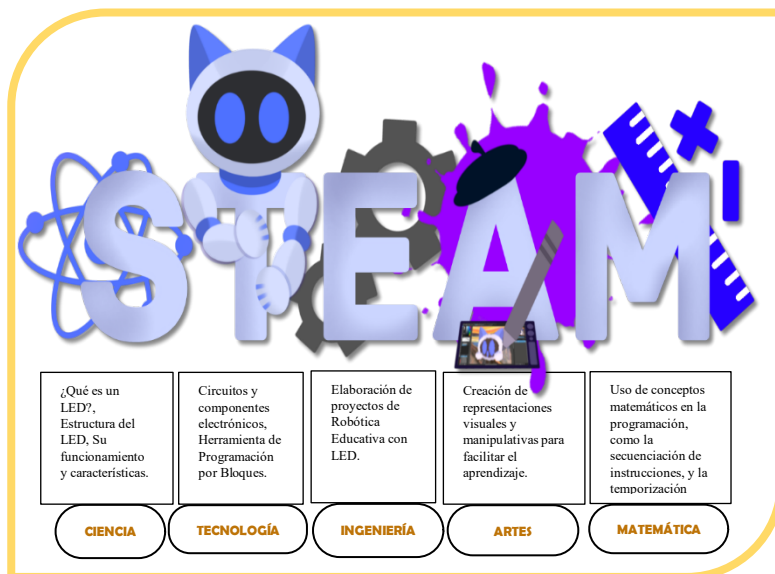 STEAM
¿Qué es un
LED?,
Estructura del
LED, Su
funcionamiento
y características.
Circuitos y
componentes
electrónicos,
Herramienta de
Programación
por Bloques.
Elaboración de
proyectos de
Robótica
Educativa con
LED.
Creación de
representaciones
visuales y
manipulativas para
facilitar el
aprendizaje.
Uso de conceptos
matemáticos en la
programación,
como la
secuenciación de
instrucciones, y la
temporización
CIENCIA
TECNOLOGÍA
INGENIERÍA
ARTES
MATEMÁTICA